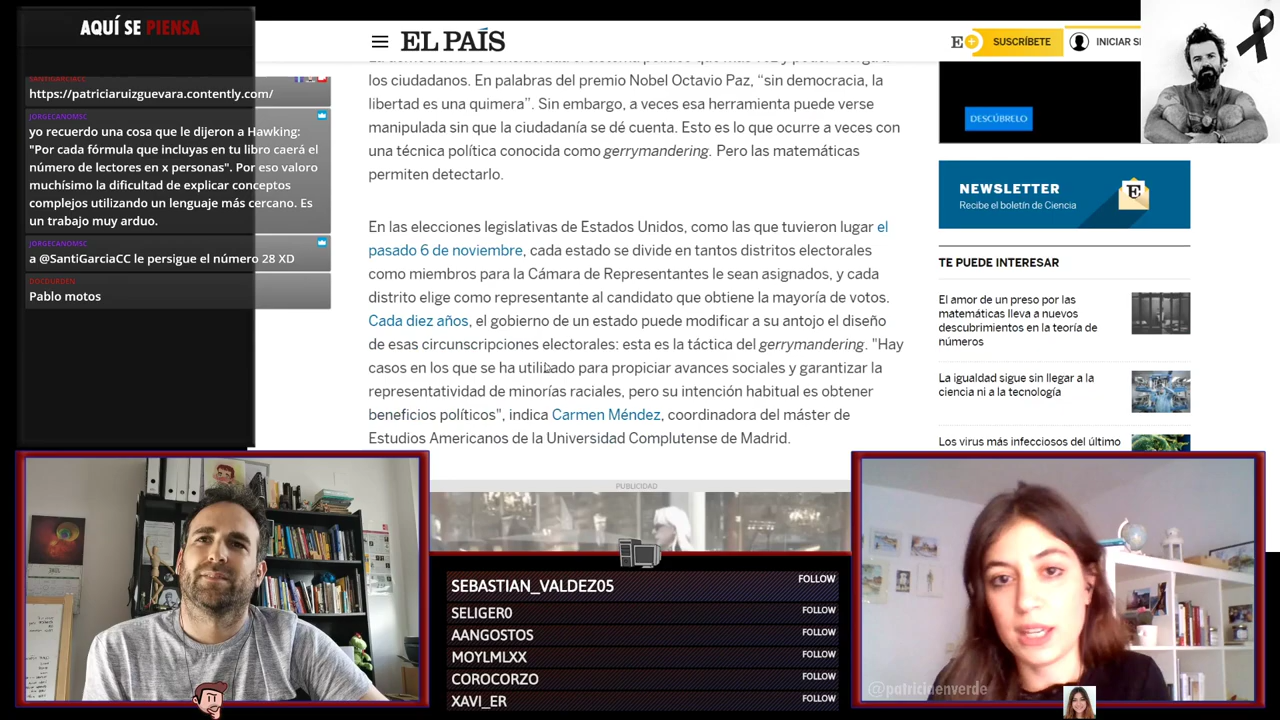 AQUÍ SE PIENSA
SANTIGARCIACC
https://patriciaruizguevara.contently.com/
JORGECANOMSC
yo recuerdo una cosa que le dijeron a Hawking:
"Por cada fórmula que incluyas en tu libro caerá el
número de lectores en x personas". Por eso valoro
muchísimo la dificultad de explicar conceptos
complejos utilizando un lenguaje más cercano. Es
un trabajo muy arduo.
JORGECANOMSC
a @SantiGarciaCC le persigue el número 28 XD
DOCDURDEN
Pablo motos
EL PAÍS
E+
SUSCRÍBETE
INICIAR SE
los ciudadanos. En palabras del premio Nobel Octavio Paz, “sin democracia, la
libertad es una quimera”. Sin embargo, a veces esa herramienta puede verse
manipulada sin que la ciudadanía se dé cuenta. Esto es lo que ocurre a veces con
una técnica política conocida como gerrymandering. Pero las matemáticas
permiten detectarlo.
En las elecciones legislativas de Estados Unidos, como las que tuvieron lugar el
pasado 6 de noviembre, cada estado se divide en tantos distritos electorales
como miembros para la Cámara de Representantes le sean asignados, y cada
distrito elige como representante al candidato que obtiene la mayoría de votos.
Cada diez años, el gobierno de un estado puede modificar a su antojo el diseño
de esas circunscripciones electorales: esta es la táctica del gerrymandering. "Hay
casos en los que se ha utilizado para propiciar avances sociales y garantizar la
representatividad de minorías raciales, pero su intención habitual es obtener
beneficios políticos", indica Carmen Méndez, coordinadora del máster de
Estudios Americanos de la Universidad Complutense de Madrid.
PUBLICIDAD
DESCÚBRELO
NEWSLETTER
Recibe el boletín de Ciencia
TE PUEDE INTERESAR
El amor de un preso por las
matemáticas lleva a nuevos
descubrimientos en la teoría de
números
La igualdad sigue sin llegar a la
ciencia ni a la tecnología
Los virus más infecciosos del último
SEBASTIAN_VALDEZ05 FOLLOW
SELIGER0 FOLLOW
AANGOSTOS FOLLOW
MOYLMLXX FOLLOW
COROCORZO FOLLOW
XAVI_ER FOLLOW
@patriciaenverde